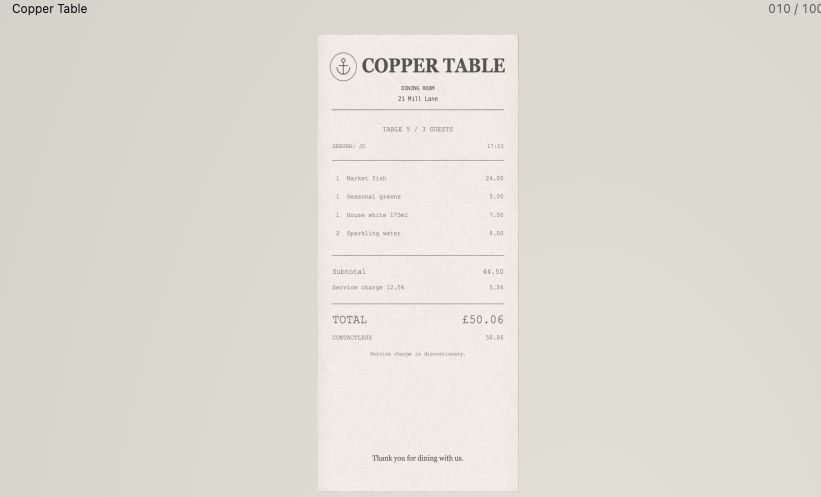 Copper Table
010 / 100
COPPER TABLE
DINING ROOM
21 Mill Lane
TABLE 5 / 3 GUESTS
SERVER: JO 17:03
1 Market fish 24.00
1 Seasonal greens 5.00
1 House white 175ml 7.50
2 Sparkling water 8.00
Subtotal 44.50
Service charge 12.5% 5.56
TOTAL £50.06
CONTACTLESS 50.06
Service charge is discretionary.
Thank you for dining with us.